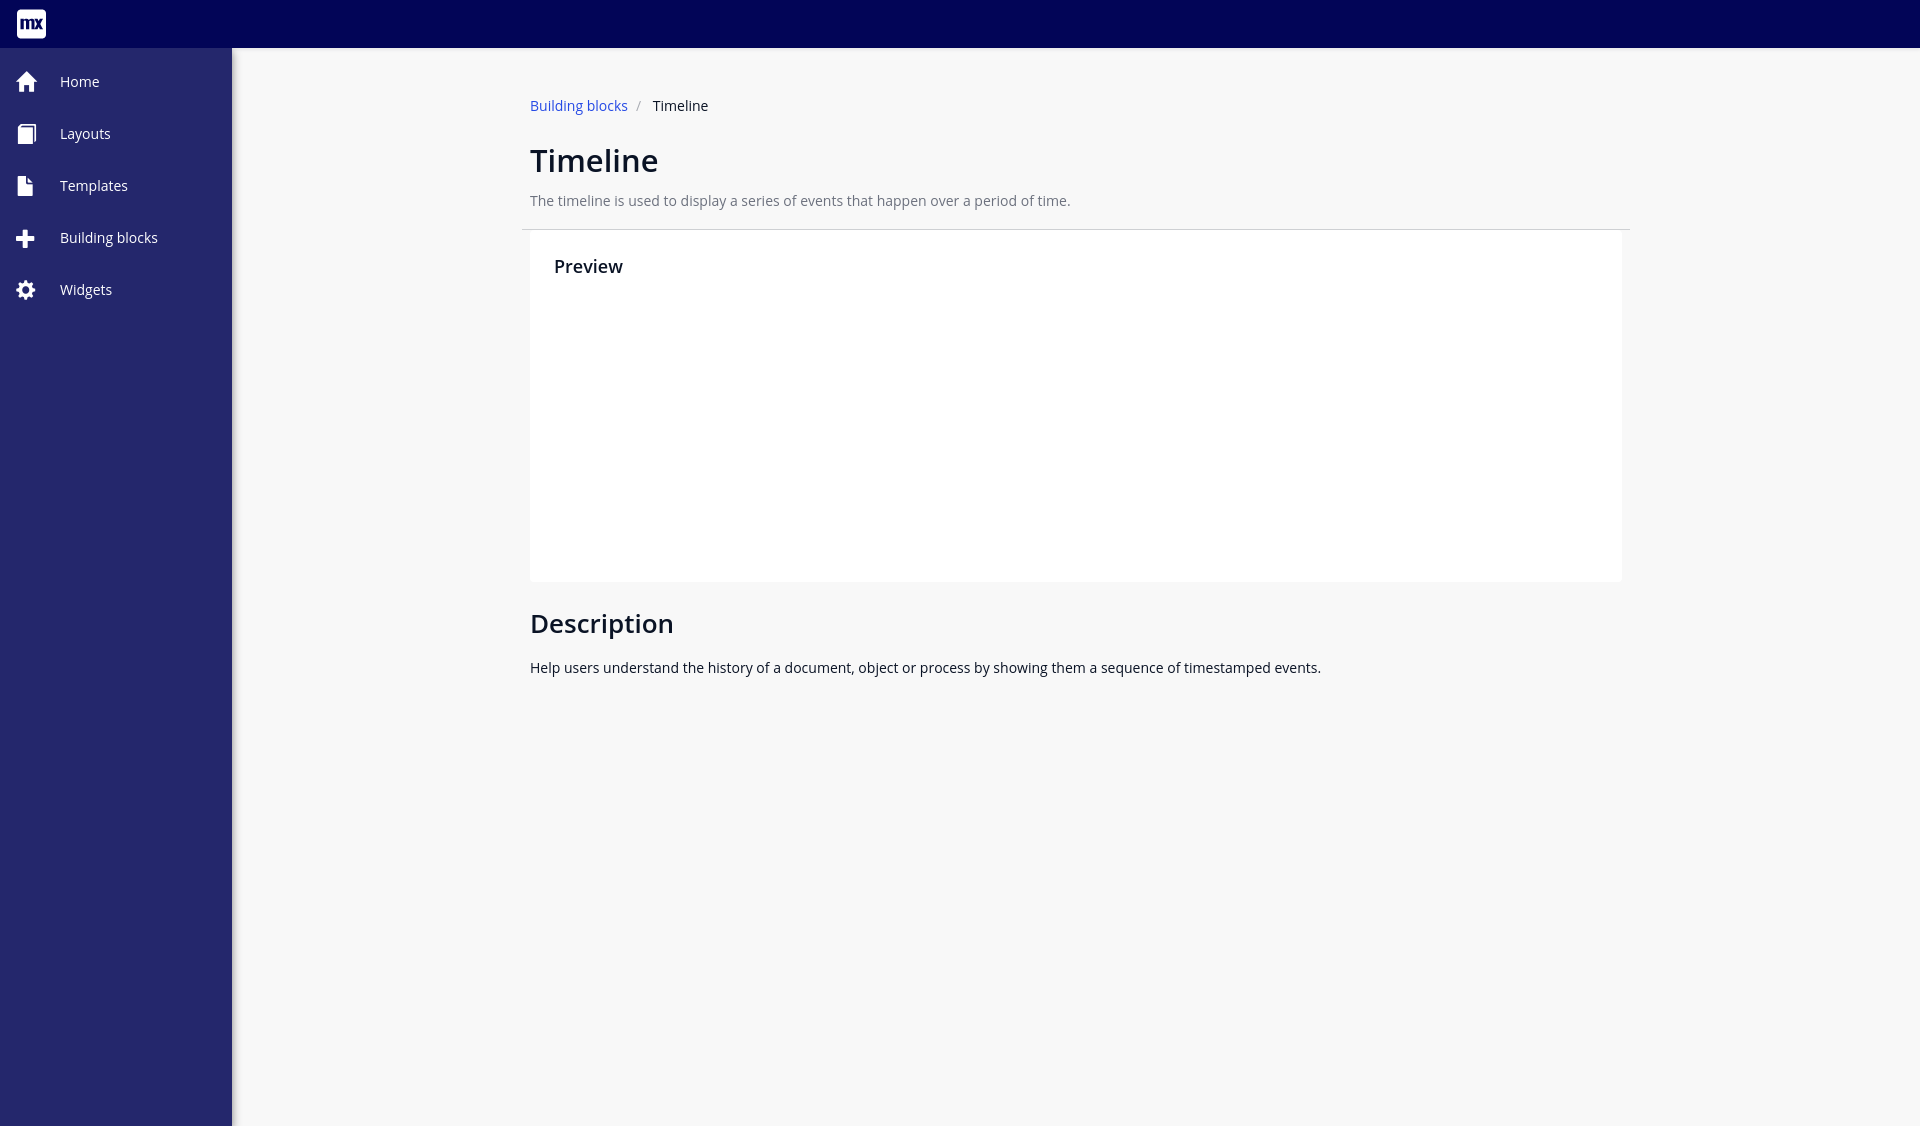 mx
Home
Layouts
Templates
Building blocks
Widgets
Building blocks / Timeline
Timeline
The timeline is used to display a series of events that happen over a period of time.
Preview
Description
Help users understand the history of a document, object or process by showing them a sequence of timestamped events.